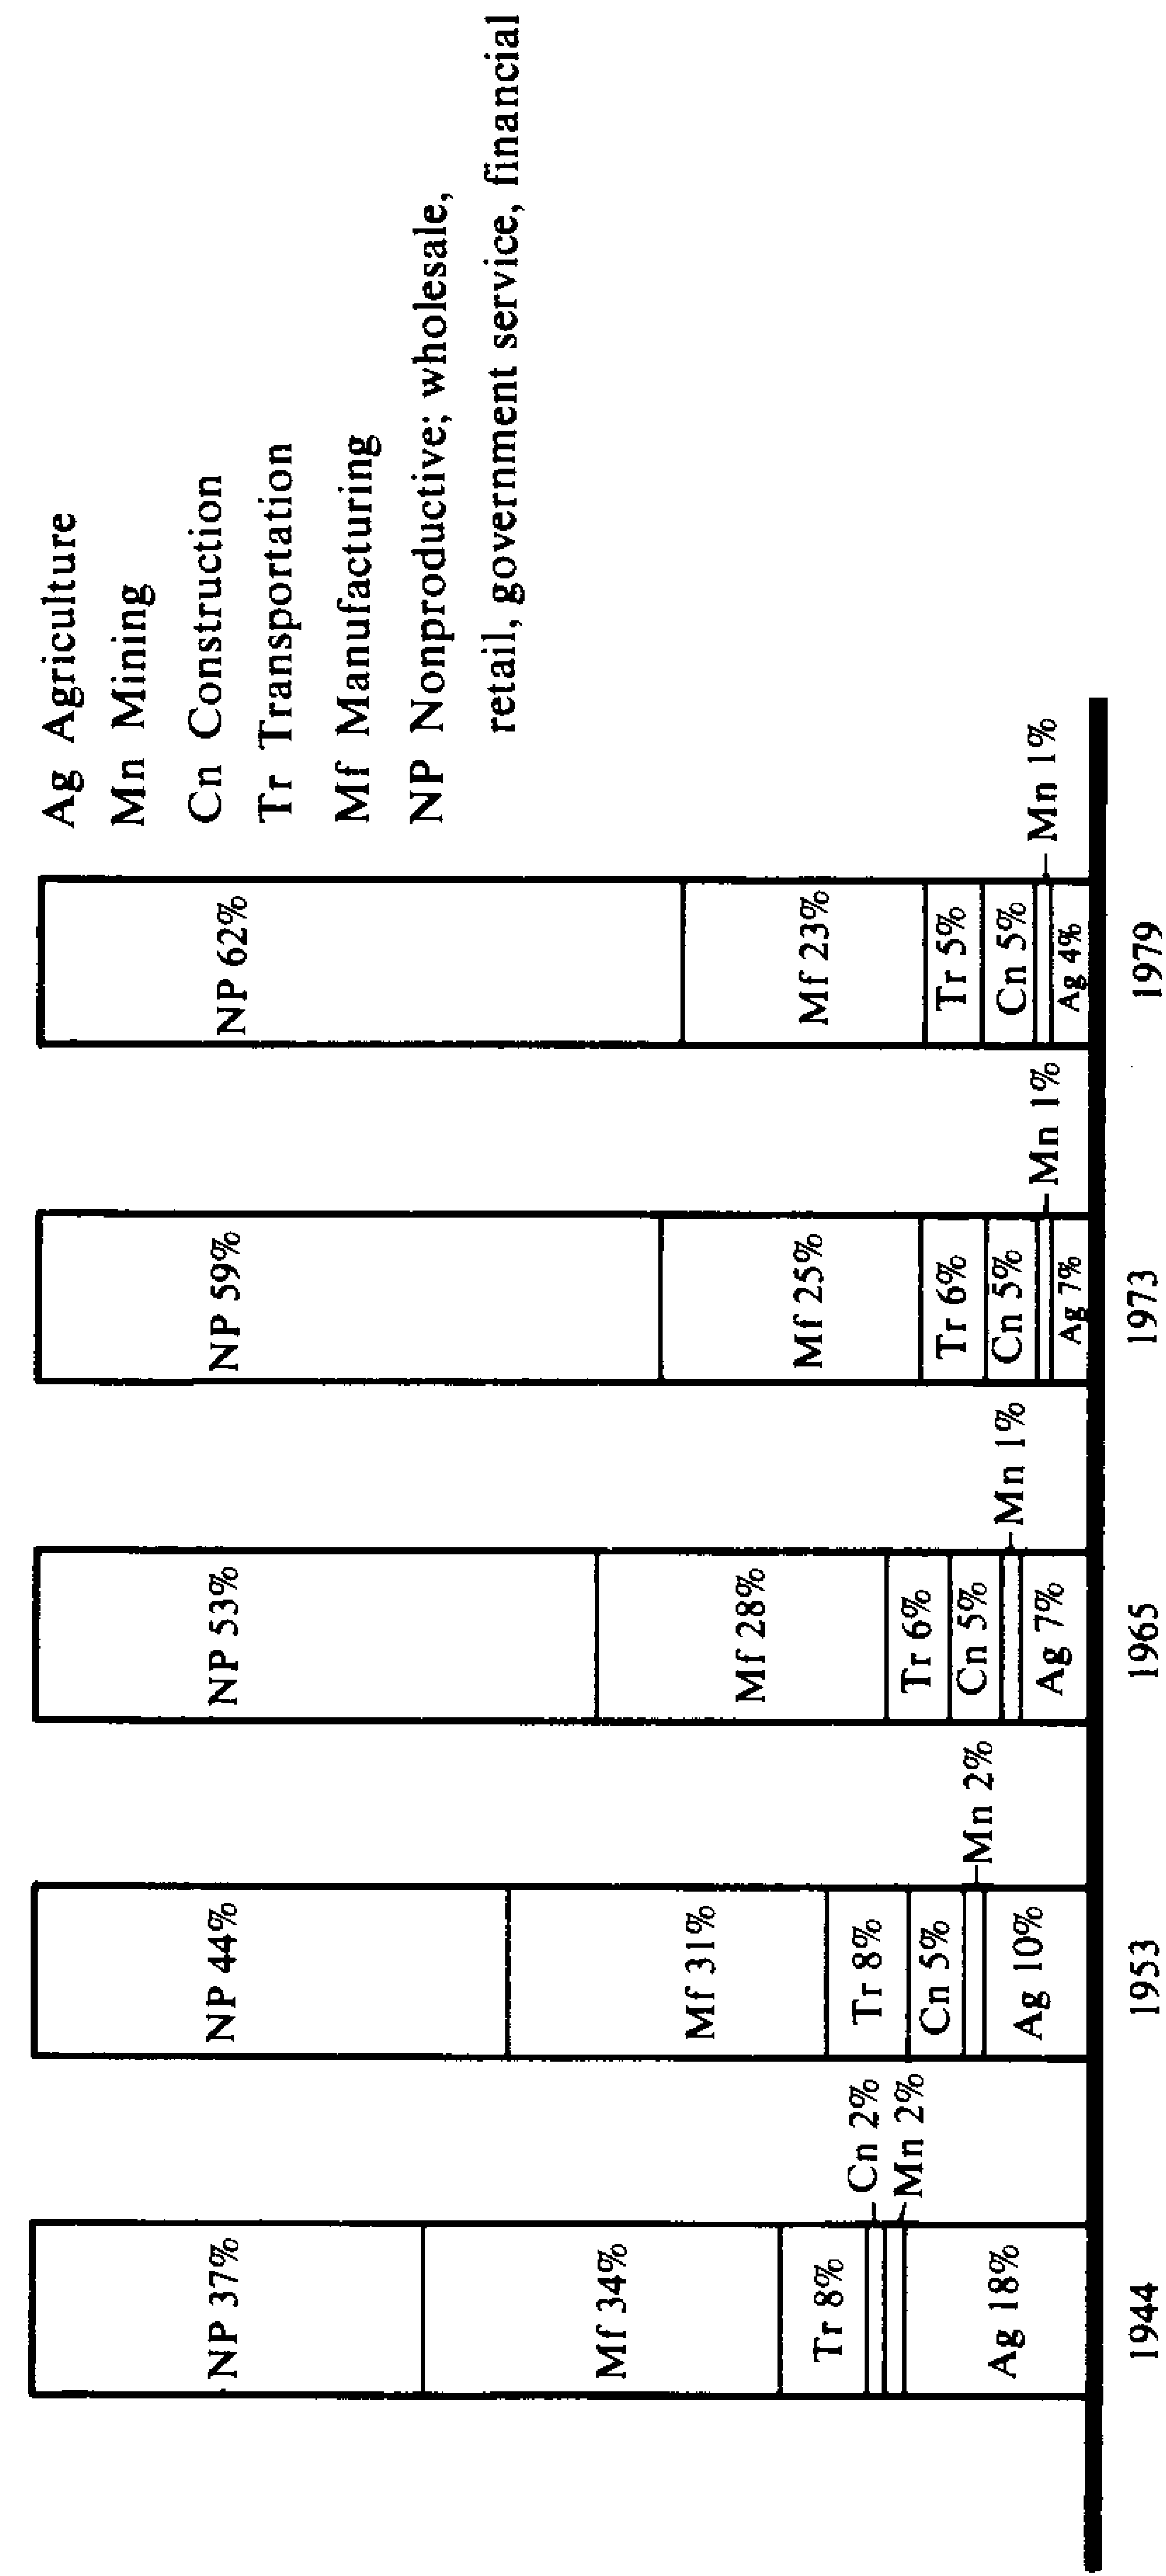 Ag Agriculture
Mn Mining
Cn Construction
Tr Transportation
Mf Manufacturing
NP Nonproductive; wholesale,
retail, government service, financial
NP 37%
Mf 34%
Tr 8%
Cn 2%
Mn 2%
Ag 18%
1944
NP 44%
Mf 31%
Tr 8%
Cn 5%
Mn 2%
Ag 10%
1953
NP 53%
Mf 28%
Tr 6%
Cn 5%
Mn 1%
Ag 7%
1965
NP 59%
Mf 25%
Tr 6%
Cn 5%
Mn 1%
Ag 7%
1973
NP 62%
Mf 23%
Tr 5%
Cn 5%
Mn 1%
Ag 4%
1979